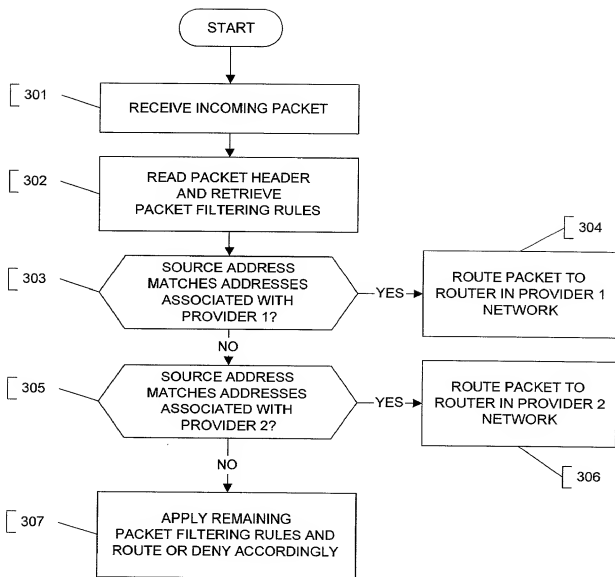 START
301
RECEIVE INCOMING PACKET
302
READ PACKET HEADER
AND RETRIEVE
PACKET FILTERING RULES
303
SOURCE ADDRESS
MATCHES ADDRESSES
ASSOCIATED WITH
PROVIDER 1?
YES
304
ROUTE PACKET TO
ROUTER IN PROVIDER 1
NETWORK
NO
305
SOURCE ADDRESS
MATCHES ADDRESSES
ASSOCIATED WITH
PROVIDER 2?
YES
ROUTE PACKET TO
ROUTER IN PROVIDER 2
NETWORK
306
NO
307
APPLY REMAINING
PACKET FILTERING RULES AND
ROUTE OR DENY ACCORDINGLY